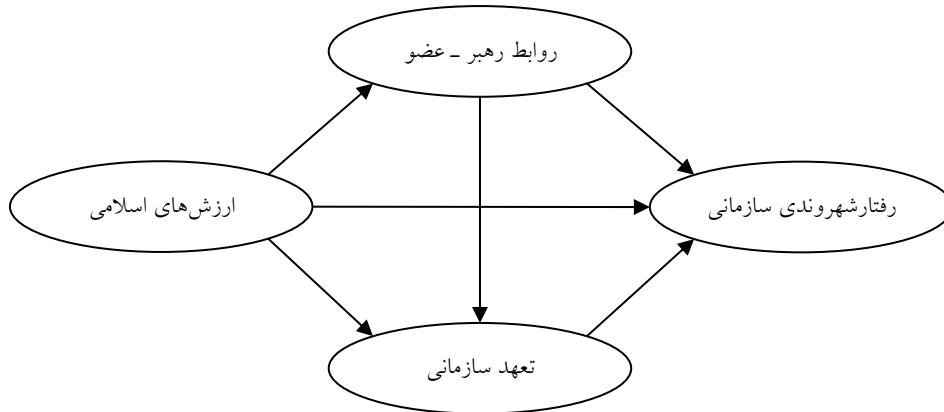 روابط رهبر ـ عضو
ارزش‌های اسلامی
رفتارشهروندی سازمانی
تعهد سازمانی